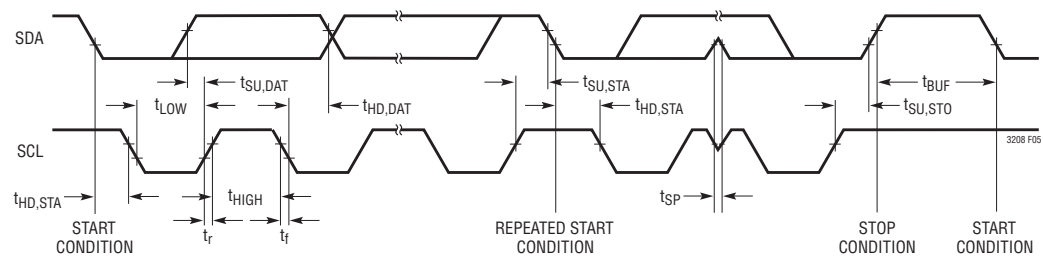 SDA
tSU,DAT
tSU,STA
tBUF
tLOW
tHD,DAT
tHD,STA
tSU,STO
SCL
3208 F05
tHD,STA
tHIGH
tSP
tr
tf
START
CONDITION
REPEATED START
CONDITION
STOP
CONDITION
START
CONDITION